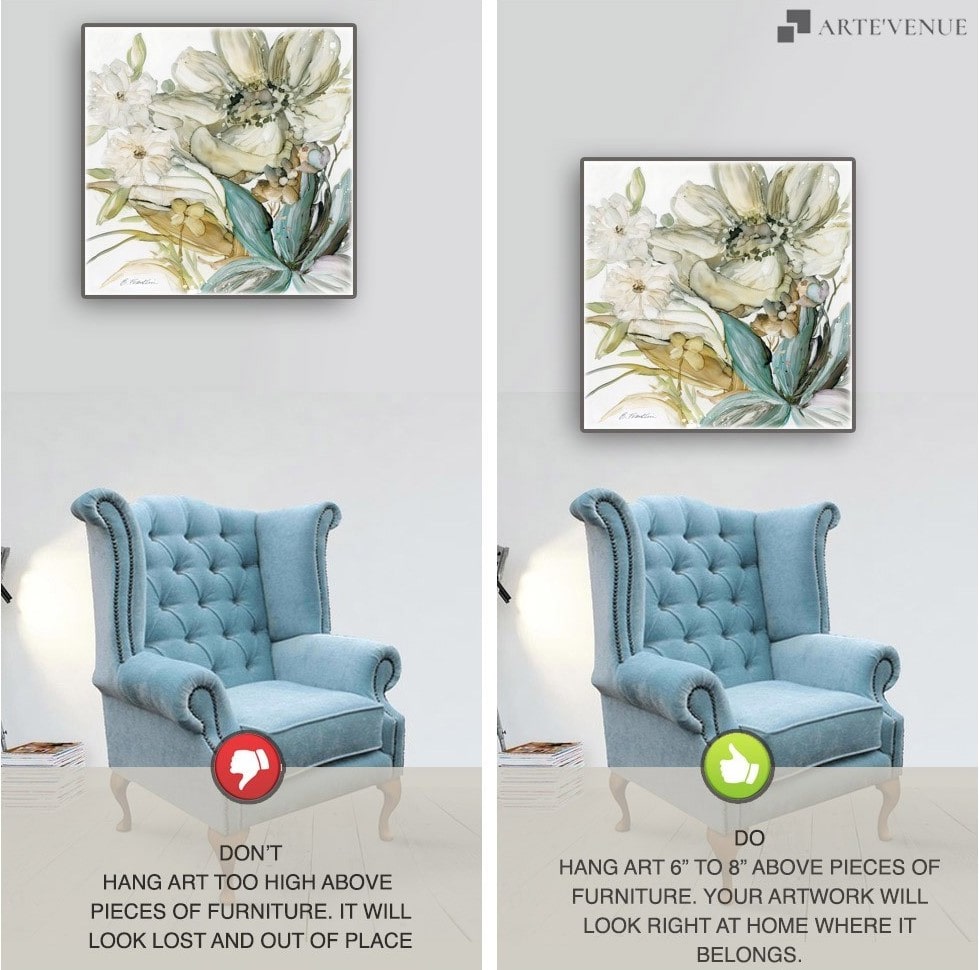 ARTE'VENUE
DON'T
HANG ART TOO HIGH ABOVE
PIECES OF FURNITURE. IT WILL
LOOK LOST AND OUT OF PLACE
DO
HANG ART 6” TO 8” ABOVE PIECES OF
FURNITURE. YOUR ARTWORK WILL
LOOK RIGHT AT HOME WHERE IT
BELONGS.